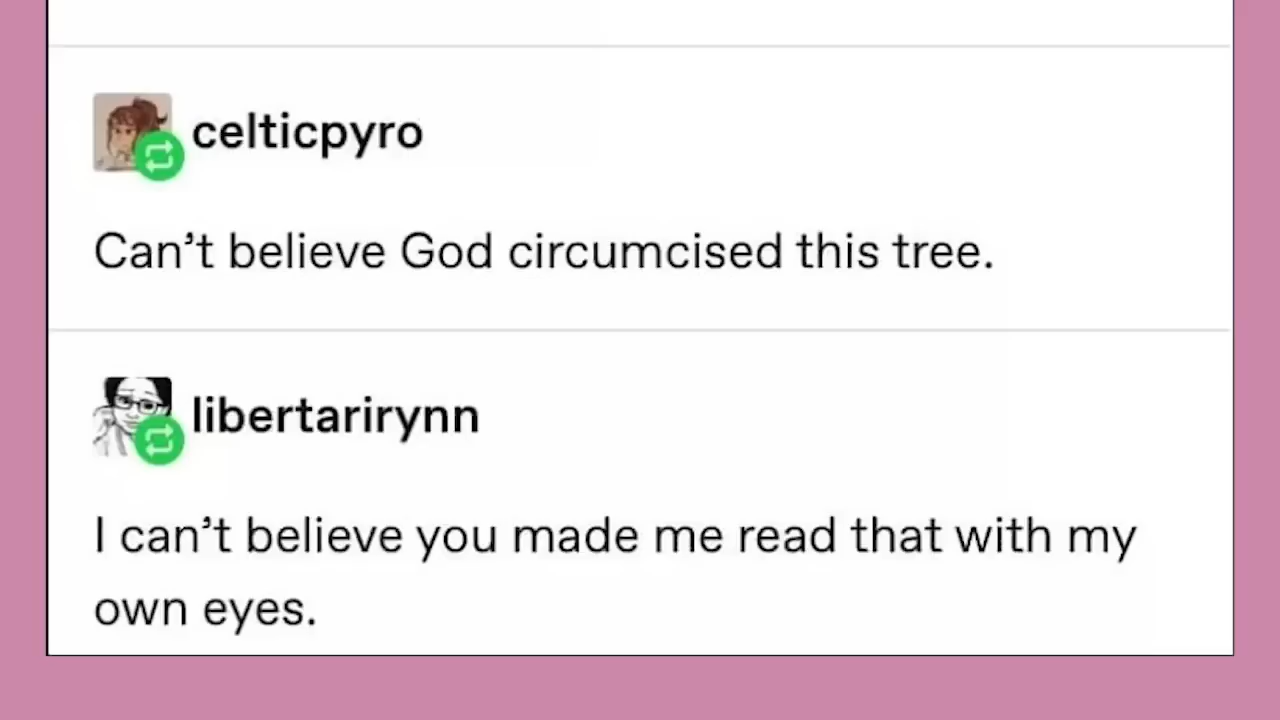 celticpyro
Can’t believe God circumcised this tree.
libertarirynn
I can’t believe you made me read that with my
own eyes.